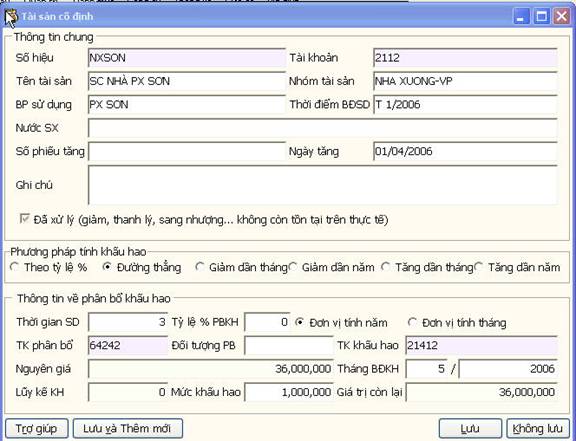 Tài sản cố định
Thông tin chung
Số hiệu NXSON Tài khoản 2112
Tên tài sản SC NHÀ PX SƠN Nhóm tài sản NHA XUONG-VP
BP sử dụng PX SƠN Thời điểm BĐSD T 1/2006
Nước SX
Số phiếu tăng Ngày tăng 01/04/2006
Ghi chú
Đã xử lý (giảm, thanh lý, sang nhượng... không còn tồn tại trên thực tế)
Phương pháp tính khấu hao
Theo tỷ lệ % Đường thẳng Giảm dần tháng Giảm dần năm Tăng dần tháng Tăng dần năm
Thông tin về phân bổ khấu hao
Thời gian SD 3 Tỷ lệ % PBKH 0 Đơn vị tính năm Đơn vị tính tháng
TK phân bổ 64242 Đối tượng PB TK khấu hao 21412
Nguyên giá 36,000,000 Tháng BĐKH 5 / 2006
Lũy kế KH 0 Mức khấu hao 1,000,000 Giá trị còn lại 36,000,000
Trợ giúp Lưu và Thêm mới Lưu Không lưu